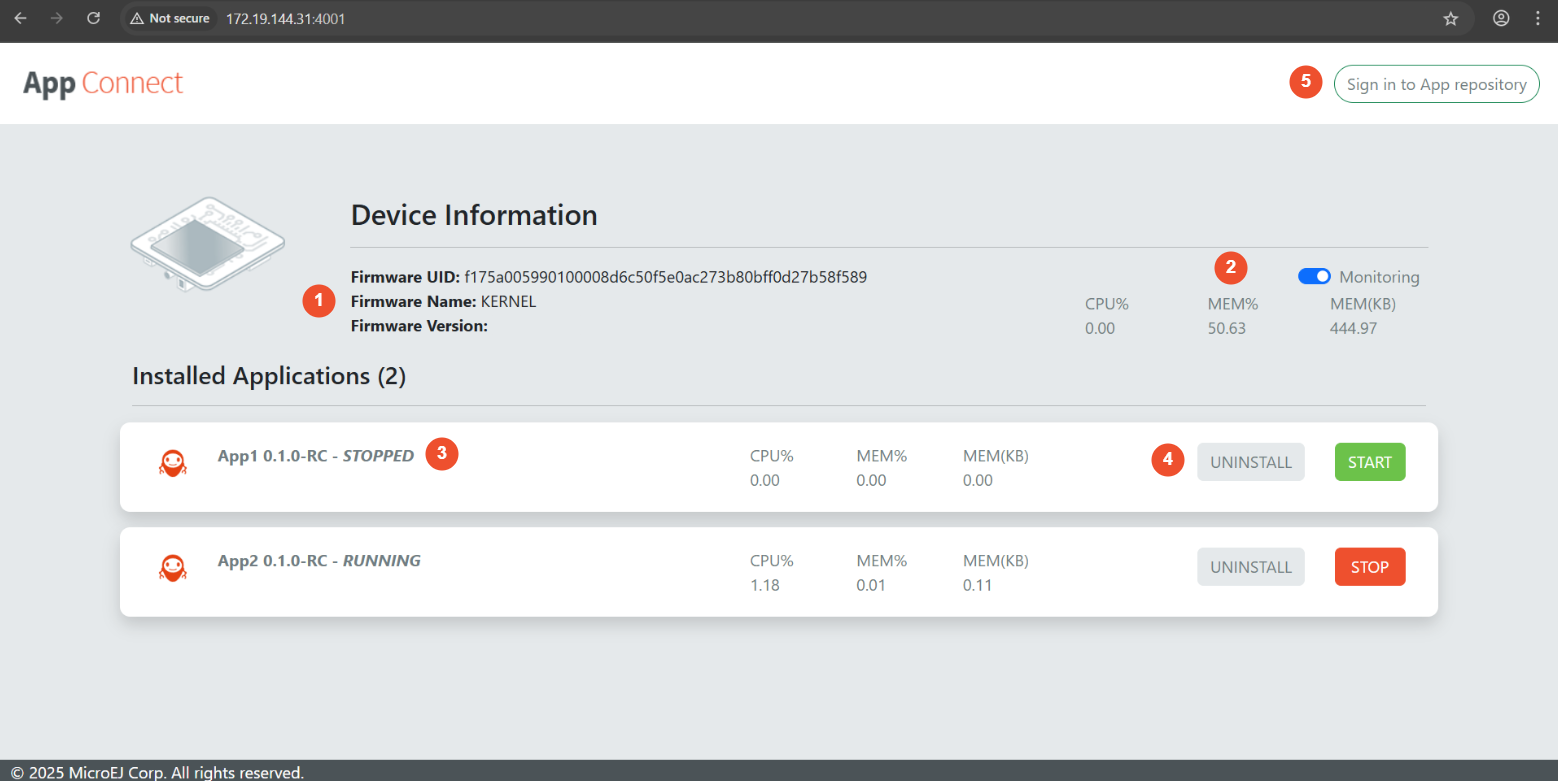 Not secure 172.19.144.31:4001
App Connect
5 Sign in to App repository
Device Information
Firmware UID: f175a005990100008d6c50f5e0ac273b80bff0d27b58f589
1 Firmware Name: KERNEL
Firmware Version:
2 Monitoring
CPU% MEM% MEM(KB)
0.00 50.63 444.97
Installed Applications (2)
App1 0.1.0-RC - STOPPED 3 CPU% MEM% MEM(KB) 4 UNINSTALL START
0.00 0.00 0.00
App2 0.1.0-RC - RUNNING CPU% MEM% MEM(KB) UNINSTALL STOP
1.18 0.01 0.11
© 2025 MicroEJ Corp. All rights reserved.